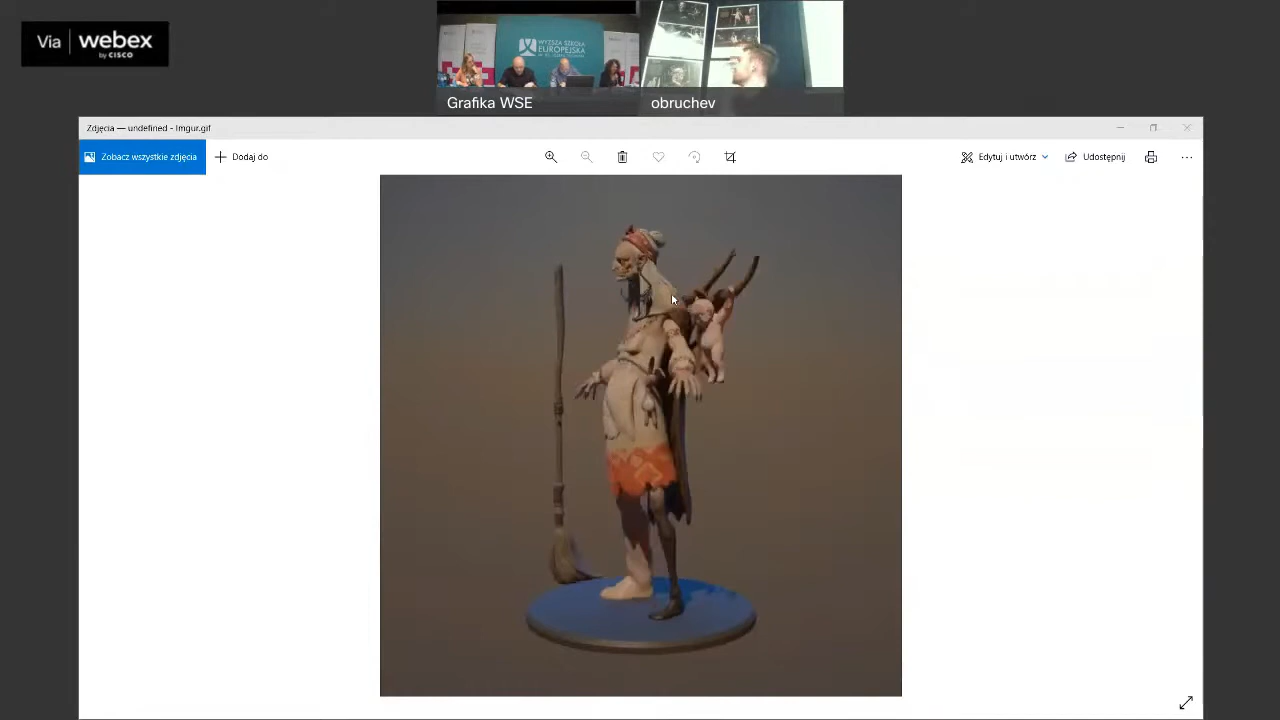 Via webex
by CISCO
WYŻSZA SZKOŁA
EUROPEJSKA
Grafika WSE
obruchev
Zdjęcia — undefined - Imgur.gif
Zobacz wszystkie zdjęcia
Dodaj do
Edytuj i utwórz
Udostępnij